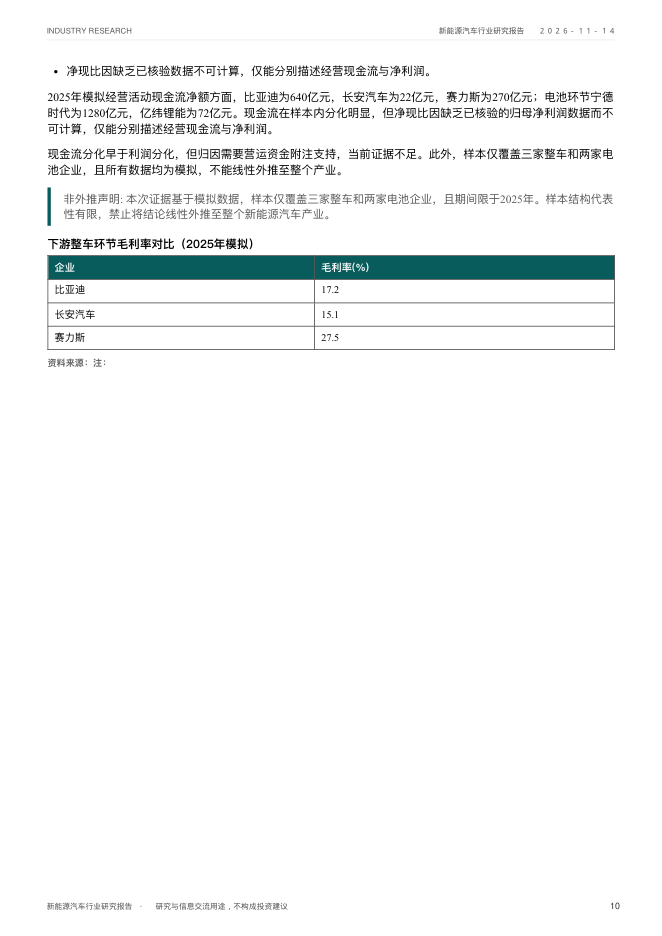 INDUSTRY RESEARCH 新能源汽车行业研究报告 2026-11-14
• 净现比因缺乏已核验数据不可计算，仅能分别描述经营现金流与净利润。
2025年模拟经营活动现金流净额方面，比亚迪为640亿元，长安汽车为22亿元，赛力斯为270亿元；电池环节宁德
时代为1280亿元，亿纬锂能为72亿元。现金流在样本内分化明显，但净现比因缺乏已核验的归母净利润数据而不
可计算，仅能分别描述经营现金流与净利润。
现金流分化早于利润分化，但归因需要营运资金附注支持，当前证据不足。此外，样本仅覆盖三家整车和两家电
池企业，且所有数据均为模拟，不能线性外推至整个产业。
非外推声明: 本次证据基于模拟数据，样本仅覆盖三家整车和两家电池企业，且期间限于2025年。样本结构代表
性有限，禁止将结论线性外推至整个新能源汽车产业。
下游整车环节毛利率对比（2025年模拟）
企业 毛利率(%)
比亚迪 17.2
长安汽车 15.1
赛力斯 27.5
资料来源：注：
新能源汽车行业研究报告 · 研究与信息交流用途，不构成投资建议 10